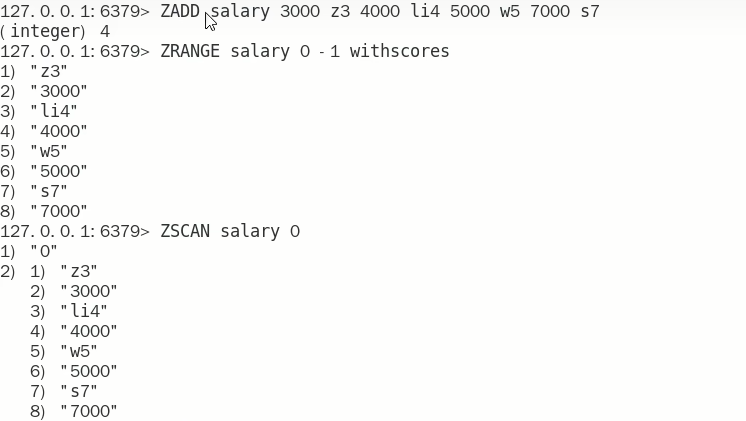 127.0.0.1:6379> ZADD salary 3000 z3 4000 li4 5000 w5 7000 s7
(integer) 4
127.0.0.1:6379> ZRANGE salary 0 -1 withscores
1) "z3"
2) "3000"
3) "li4"
4) "4000"
5) "w5"
6) "5000"
7) "s7"
8) "7000"
127.0.0.1:6379> ZSCAN salary 0
1) "0"
2) 1) "z3"
2) "3000"
3) "li4"
4) "4000"
5) "w5"
6) "5000"
7) "s7"
8) "7000"